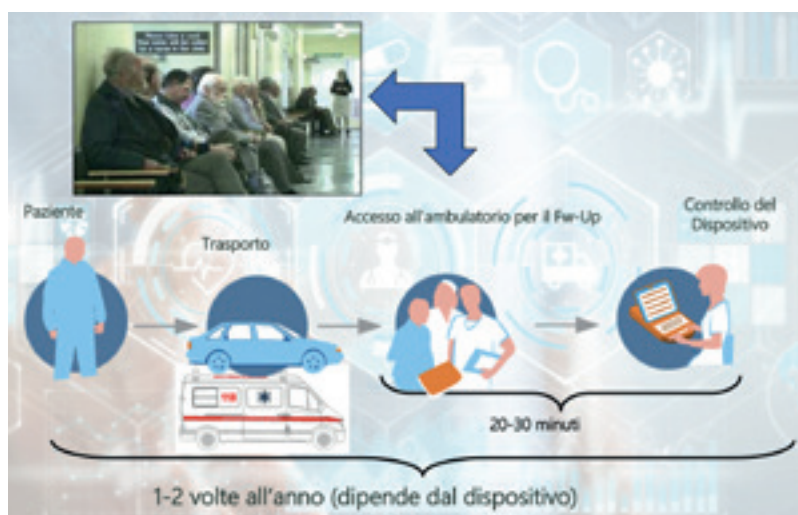 Paziente
Trasporto
Accesso all'ambulatorio per il Fw-Up
Controllo del
Dispositivo
118
20-30 minuti
1-2 volte all'anno (dipende dal dispositivo)